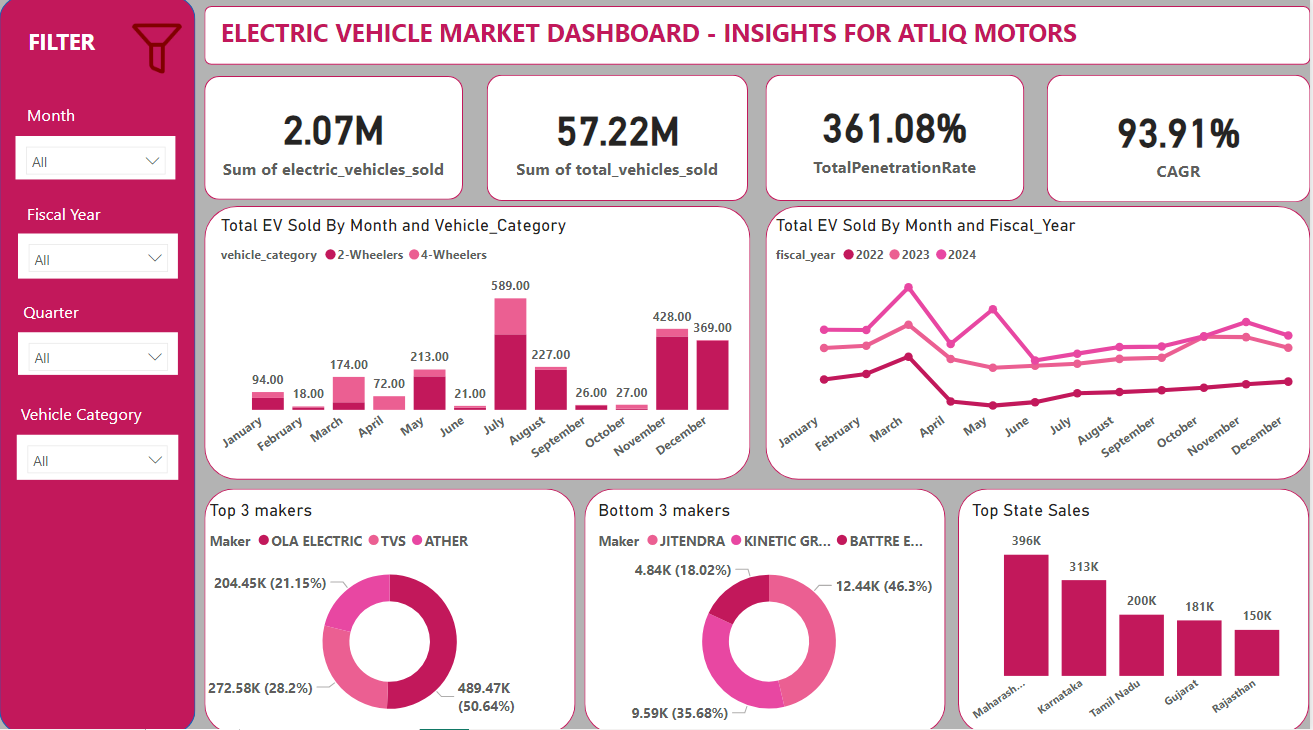 FILTER
Month
All
Fiscal Year
All
Quarter
All
Vehicle Category
All
ELECTRIC VEHICLE MARKET DASHBOARD - INSIGHTS FOR ATLIQ MOTORS
2.07M
Sum of electric_vehicles_sold
57.22M
Sum of total_vehicles_sold
361.08%
TotalPenetrationRate
93.91%
CAGR
Total EV Sold By Month and Vehicle_Category
vehicle_category 2-Wheelers 4-Wheelers
94.00
18.00
174.00
72.00
213.00
21.00
589.00
227.00
26.00
27.00
428.00
369.00
January
February
March
April
May
June
July
August
September
October
November
December
Total EV Sold By Month and Fiscal_Year
fiscal_year 2022 2023 2024
January
February
March
April
May
June
July
August
September
October
November
December
Top 3 makers
Maker OLA ELECTRIC TVS ATHER
204.45K (21.15%)
272.58K (28.2%)
489.47K
(50.64%)
Bottom 3 makers
Maker JITENDRA KINETIC GR... BATTRE E...
4.84K (18.02%)
12.44K (46.3%)
9.59K (35.68%)
Top State Sales
396K
313K
200K
181K
150K
Maharash...
Karnataka
Tamil Nadu
Gujarat
Rajasthan